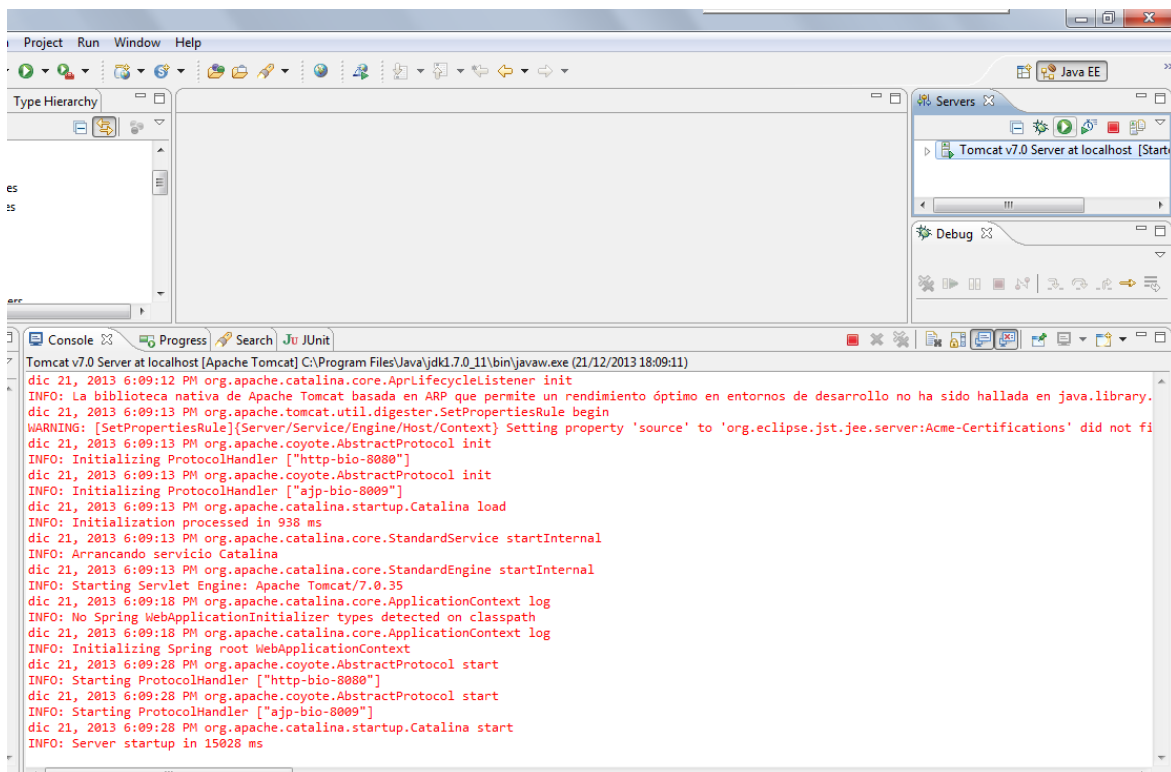 Project Run Window Help
Java EE
Type Hierarchy
Servers
Tomcat v7.0 Server at localhost [Starte
es
es
Debug
Console Progress Search JUnit
Tomcat v7.0 Server at localhost [Apache Tomcat] C:\Program Files\Java\jdk1.7.0_11\bin\javaw.exe (21/12/2013 18:09:11)
dic 21, 2013 6:09:12 PM org.apache.catalina.core.AprLifecycleListener init
INFO: La biblioteca nativa de Apache Tomcat basada en ARP que permite un rendimiento óptimo en entornos de desarrollo no ha sido hallada en java.library.
dic 21, 2013 6:09:13 PM org.apache.tomcat.util.digester.SetPropertiesRule begin
WARNING: [SetPropertiesRule]{Server/Service/Engine/Host/Context} Setting property 'source' to 'org.eclipse.jst.jee.server:Acme-Certifications' did not fi
dic 21, 2013 6:09:13 PM org.apache.coyote.AbstractProtocol init
INFO: Initializing ProtocolHandler ["http-bio-8080"]
dic 21, 2013 6:09:13 PM org.apache.coyote.AbstractProtocol init
INFO: Initializing ProtocolHandler ["ajp-bio-8009"]
dic 21, 2013 6:09:13 PM org.apache.catalina.startup.Catalina load
INFO: Initialization processed in 938 ms
dic 21, 2013 6:09:13 PM org.apache.catalina.core.StandardService startInternal
INFO: Arrancando servicio Catalina
dic 21, 2013 6:09:13 PM org.apache.catalina.core.StandardEngine startInternal
INFO: Starting Servlet Engine: Apache Tomcat/7.0.35
dic 21, 2013 6:09:18 PM org.apache.catalina.core.ApplicationContext log
INFO: No Spring WebApplicationInitializer types detected on classpath
dic 21, 2013 6:09:18 PM org.apache.catalina.core.ApplicationContext log
INFO: Initializing Spring root WebApplicationContext
dic 21, 2013 6:09:28 PM org.apache.coyote.AbstractProtocol start
INFO: Starting ProtocolHandler ["http-bio-8080"]
dic 21, 2013 6:09:28 PM org.apache.coyote.AbstractProtocol start
INFO: Starting ProtocolHandler ["ajp-bio-8009"]
dic 21, 2013 6:09:28 PM org.apache.catalina.startup.Catalina start
INFO: Server startup in 15028 ms